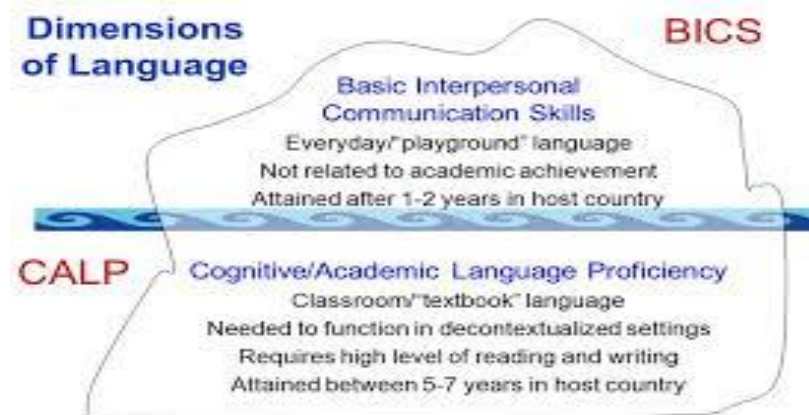 Dimensions
of Language
BICS
Basic Interpersonal
Communication Skills
Everyday/"playground" language
Not related to academic achievement
Attained after 1-2 years in host country
CALP
Cognitive/Academic Language Proficiency
Classroom/"textbook" language
Needed to function in decontextualized settings
Requires high level of reading and writing
Attained between 5-7 years in host country